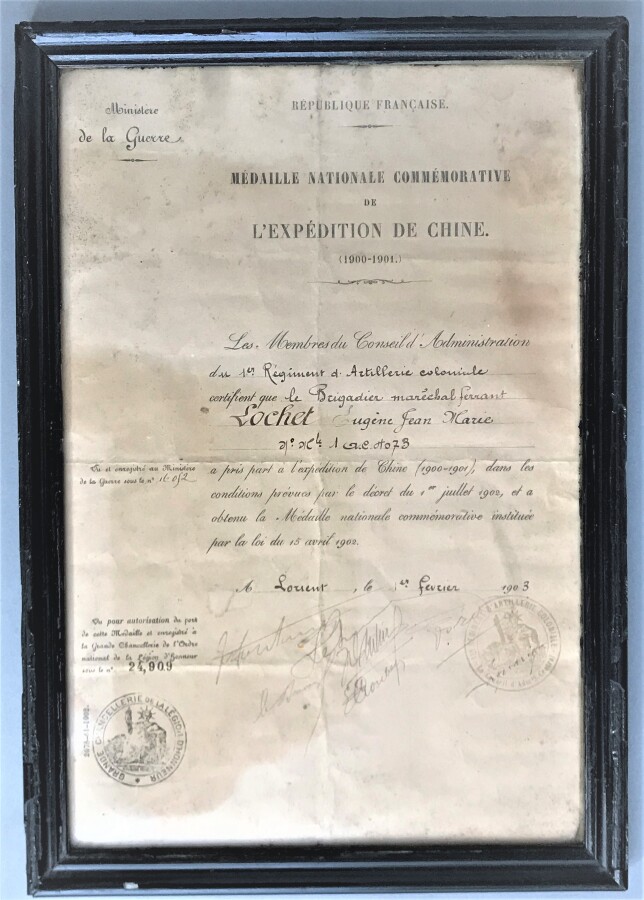 Ministère
de la Guerre
RÉPUBLIQUE FRANÇAISE.
MÉDAILLE NATIONALE COMMÉMORATIVE
DE
L'EXPÉDITION DE CHINE.
(1900-1901.)
Les Membres du Conseil d'Administration
du 1er Régiment d'Artillerie coloniale
certifient que le Brigadier maréchal ferrant
Lochet Eugène Jean Marie
a pris part à l'expédition de Chine (1900-1901), dans les
conditions prévues par le décret du 1er juillet 1902, et a
obtenu la Médaille nationale commémorative instituée
par la loi du 15 avril 1902.
Vu et enregistré au Ministère
de la Guerre sous le n° 16.052
A Lorient, le 1er février 1903
Vu pour autorisation du port
de cette Médaille et enregistré à
la Grande Chancellerie de l'Ordre
national de la Légion d'honneur
sous le n° 24,909
GRANDE CHANCELLERIE DE LA LÉGION D'HONNEUR